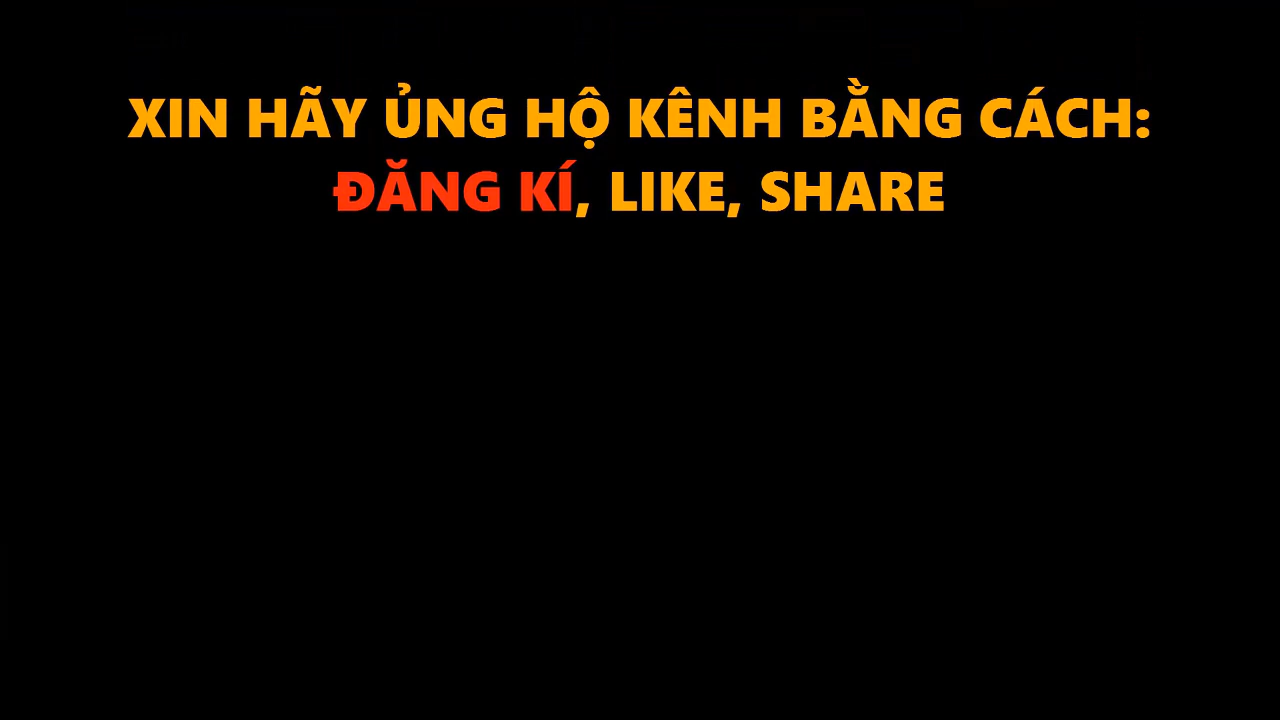 XIN HÃY ỦNG HỘ KÊNH BẰNG CÁCH:
ĐĂNG KÍ, LIKE, SHARE